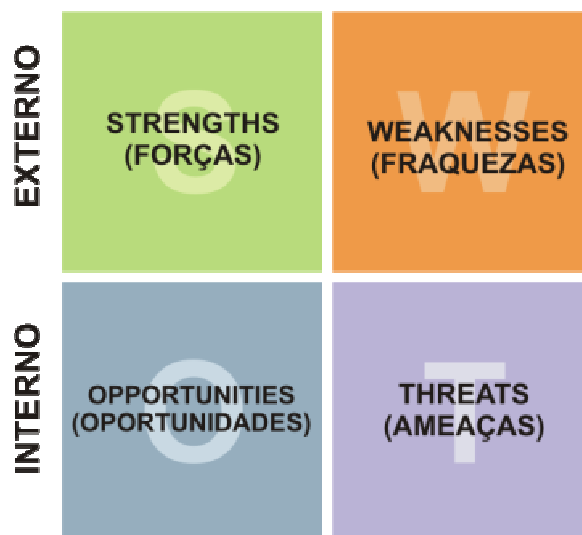 EXTERNO
S
STRENGTHS
(FORÇAS)
W
WEAKNESSES
(FRAQUEZAS)
INTERNO
O
OPPORTUNITIES
(OPORTUNIDADES)
T
THREATS
(AMEAÇAS)